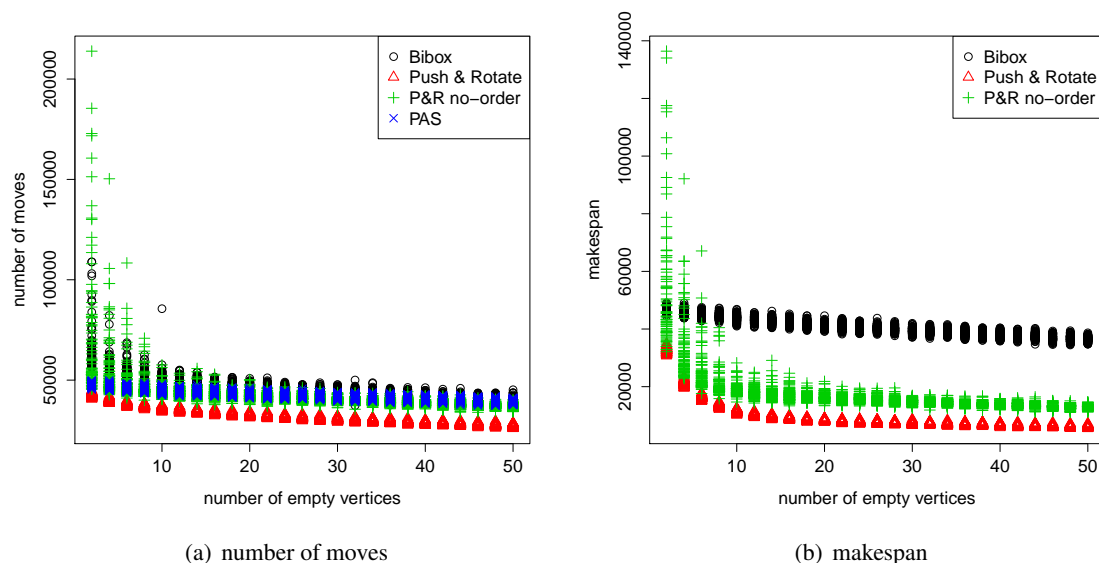 Bibox
Push & Rotate
P&R no−order
PAS
200000
150000
100000
50000
number of moves
10 20 30 40 50
number of empty vertices
(a) number of moves
Bibox
Push & Rotate
P&R no−order
140000
100000
60000
20000
makespan
10 20 30 40 50
number of empty vertices
(b) makespan